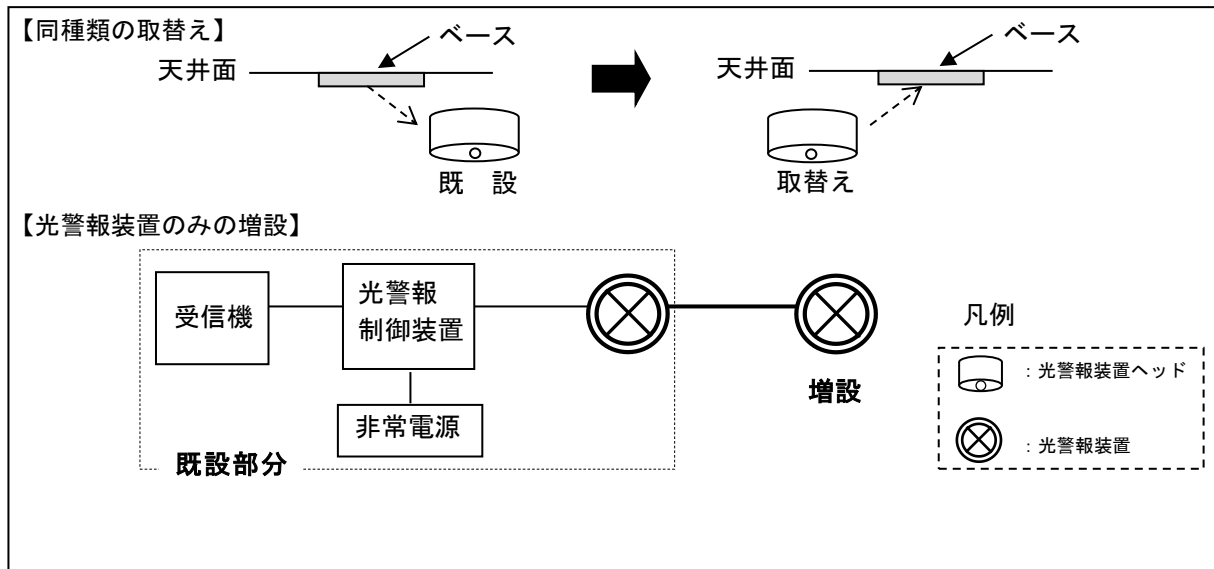 【同種類の取替え】
ベース
天井面
既　設
ベース
天井面
取替え
【光警報装置のみの増設】
受信機
光警報
制御装置
非常電源
既設部分
増設
凡例
：光警報装置ヘッド
：光警報装置